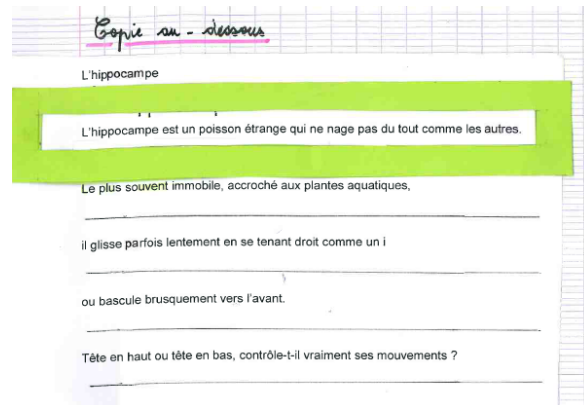 Copie au-dessous
L'hippocampe
L'hippocampe est un poisson étrange qui ne nage pas du tout comme les autres.
Le plus souvent immobile, accroché aux plantes aquatiques,
il glisse parfois lentement en se tenant droit comme un i
ou bascule brusquement vers l'avant.
Tête en haut ou tête en bas, contrôle-t-il vraiment ses mouvements ?